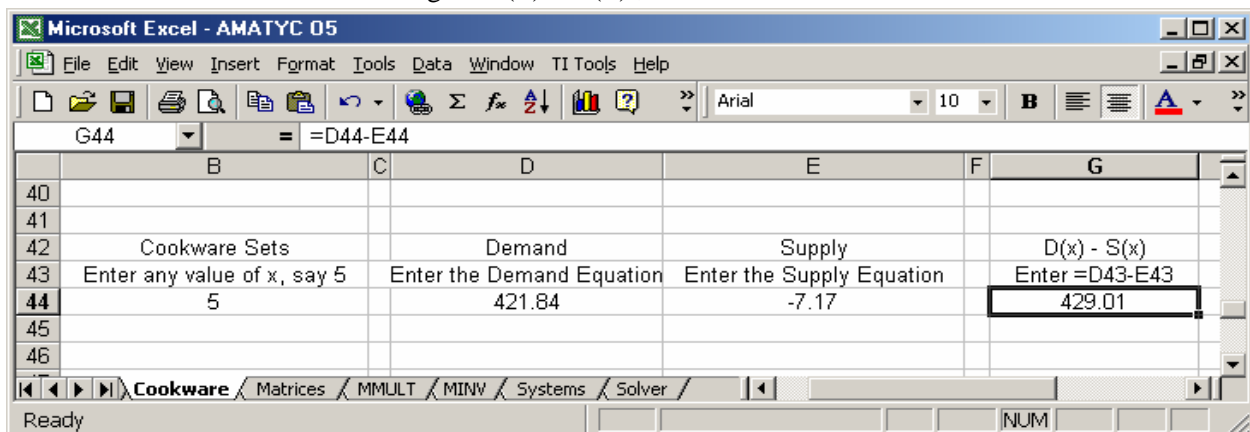 Microsoft Excel - AMATYC 05
File Edit View Insert Format Tools Data Window TI Tools Help
Arial 10 B A
G44 = =D44-E44
B C D E F G
40
41
42 Cookware Sets Demand Supply D(x) - S(x)
43 Enter any value of x, say 5 Enter the Demand Equation Enter the Supply Equation Enter =D43-E43
44 5 421.84 -7.17 429.01
45
46
Cookware Matrices MMULT MINV Systems Solver
Ready NUM